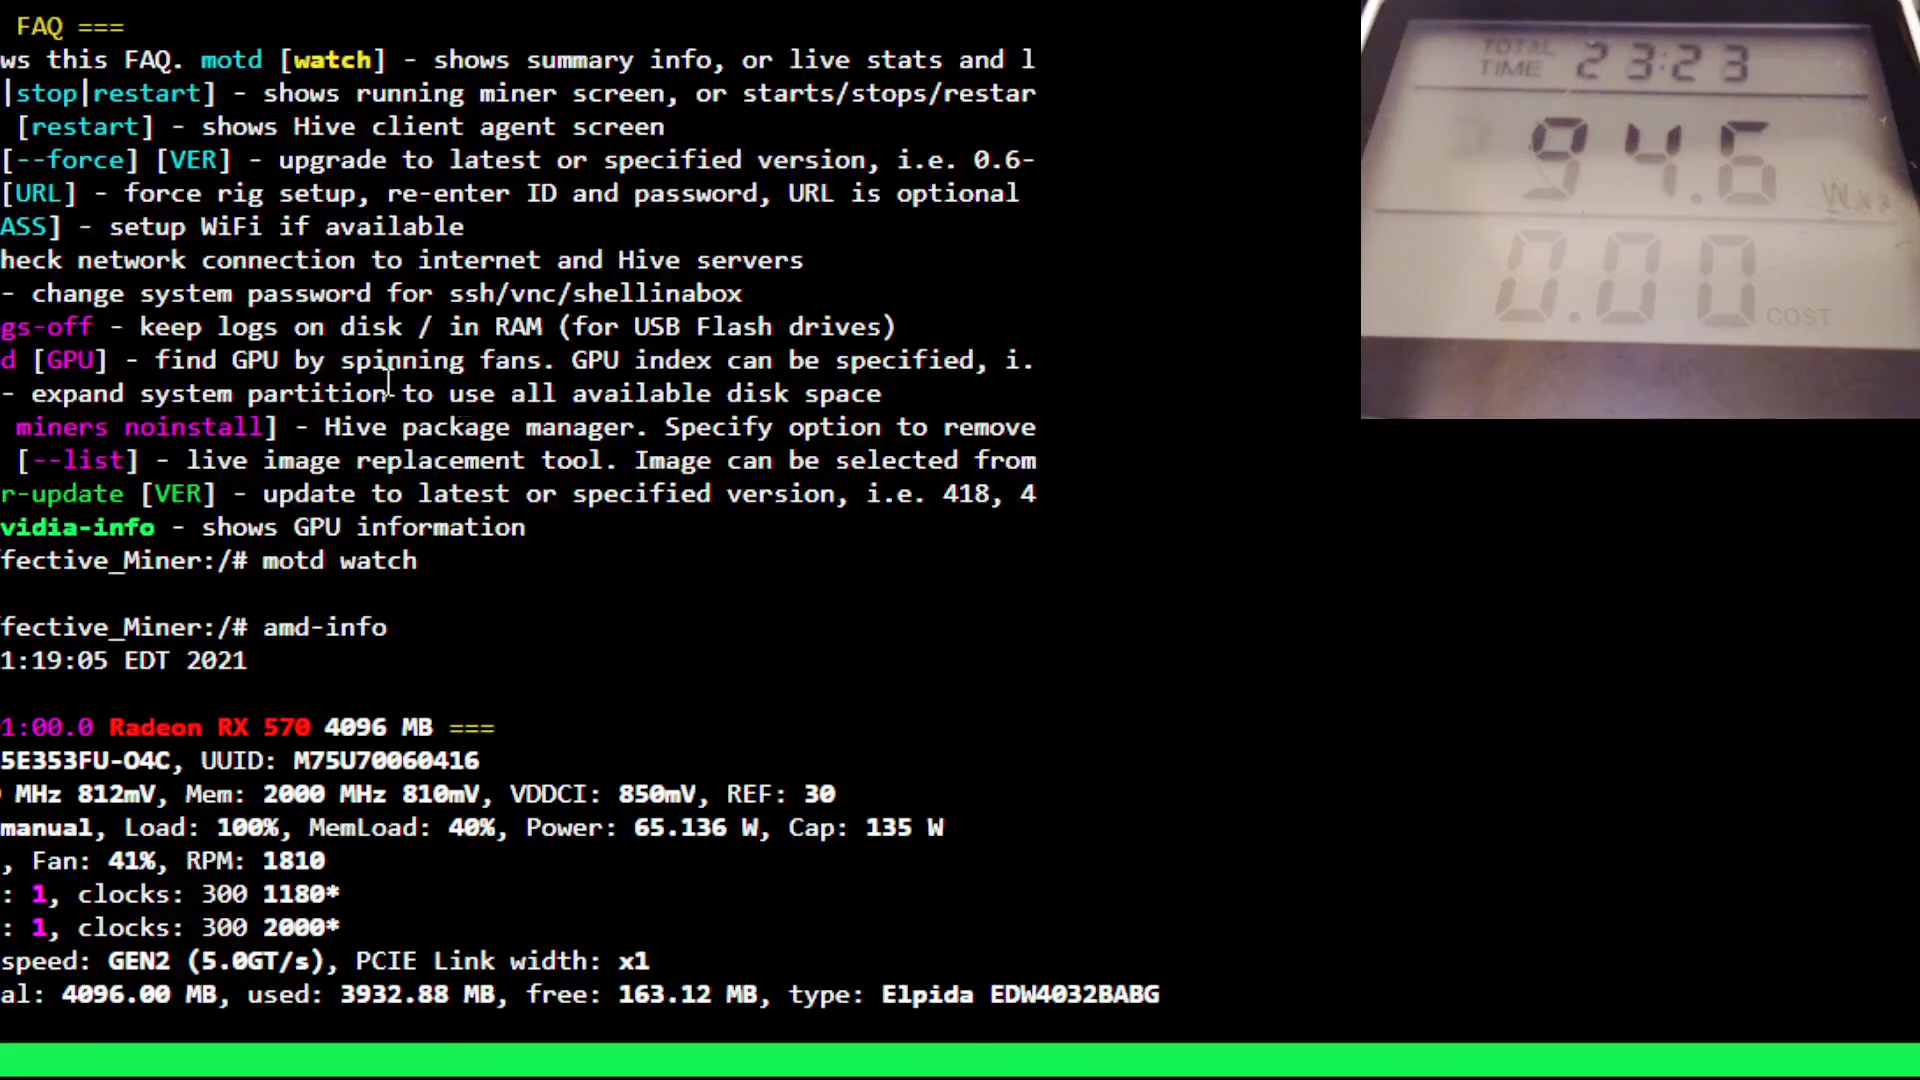 FAQ ===
ws this FAQ. motd [watch] - shows summary info, or live stats and l
|stop|restart] - shows running miner screen, or starts/stops/restar
[restart] - shows Hive client agent screen
[--force] [VER] - upgrade to latest or specified version, i.e. 0.6-
[URL] - force rig setup, re-enter ID and password, URL is optional
ASS] - setup WiFi if available
heck network connection to internet and Hive servers
- change system password for ssh/vnc/shellinabox
gs-off - keep logs on disk / in RAM (for USB Flash drives)
d [GPU] - find GPU by spinning fans. GPU index can be specified, i.
- expand system partition to use all available disk space
miners noinstall] - Hive package manager. Specify option to remove
[--list] - live image replacement tool. Image can be selected from
r-update [VER] - update to latest or specified version, i.e. 418, 4
vidia-info - shows GPU information
fective_Miner:/# motd watch
fective_Miner:/# amd-info
1:19:05 EDT 2021
1:00.0 Radeon RX 570 4096 MB ===
5E353FU-O4C, UUID: M75U70060416
MHz 812mV, Mem: 2000 MHz 810mV, VDDCI: 850mV, REF: 30
manual, Load: 100%, MemLoad: 40%, Power: 65.136 W, Cap: 135 W
, Fan: 41%, RPM: 1810
: 1, clocks: 300 1180*
: 1, clocks: 300 2000*
speed: GEN2 (5.0GT/s), PCIE Link width: x1
al: 4096.00 MB, used: 3932.88 MB, free: 163.12 MB, type: Elpida EDW4032BABG
TOTAL
TIME 23:23
94.6
0.00 COST